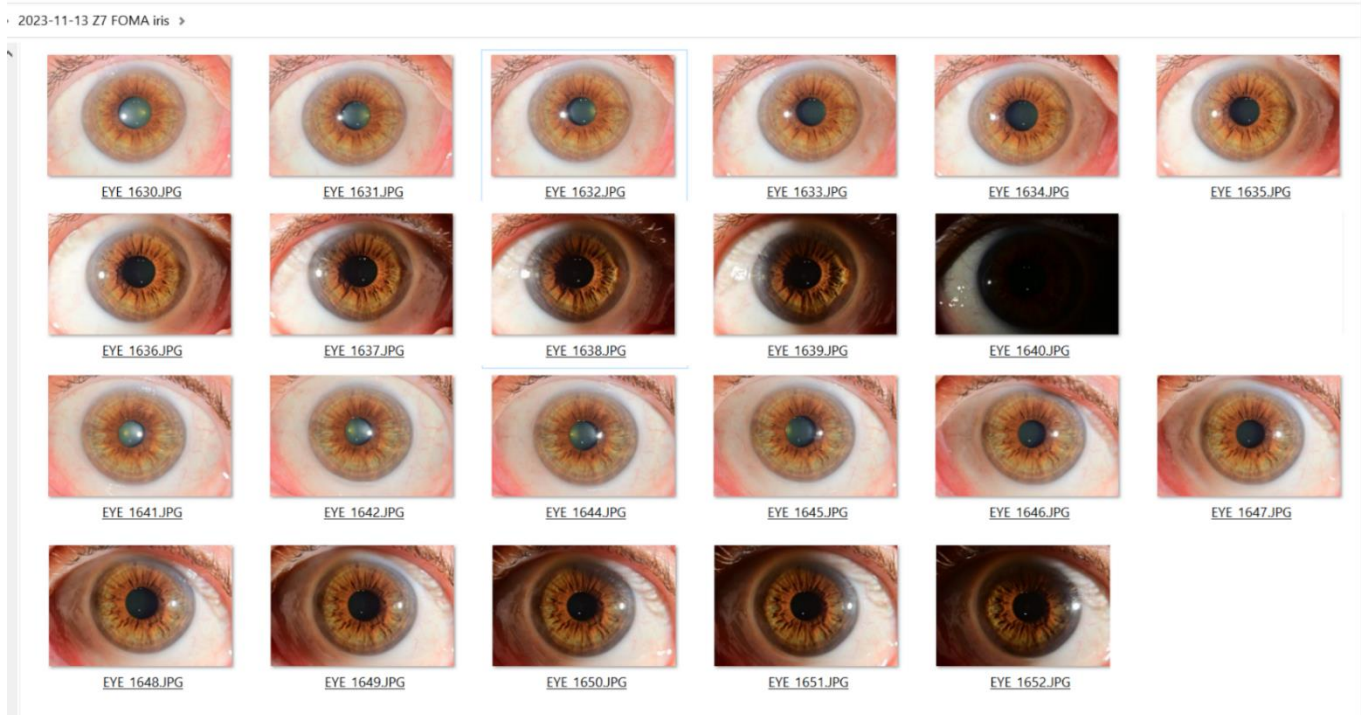 2023-11-13 Z7 FOMA iris
EYE 1630.JPG EYE 1631.JPG EYE 1632.JPG EYE 1633.JPG EYE 1634.JPG EYE 1635.JPG
EYE 1636.JPG EYE 1637.JPG EYE 1638.JPG EYE 1639.JPG EYE 1640.JPG
EYE 1641.JPG EYE 1642.JPG EYE 1644.JPG EYE 1645.JPG EYE 1646.JPG EYE 1647.JPG
EYE 1648.JPG EYE 1649.JPG EYE 1650.JPG EYE 1651.JPG EYE 1652.JPG